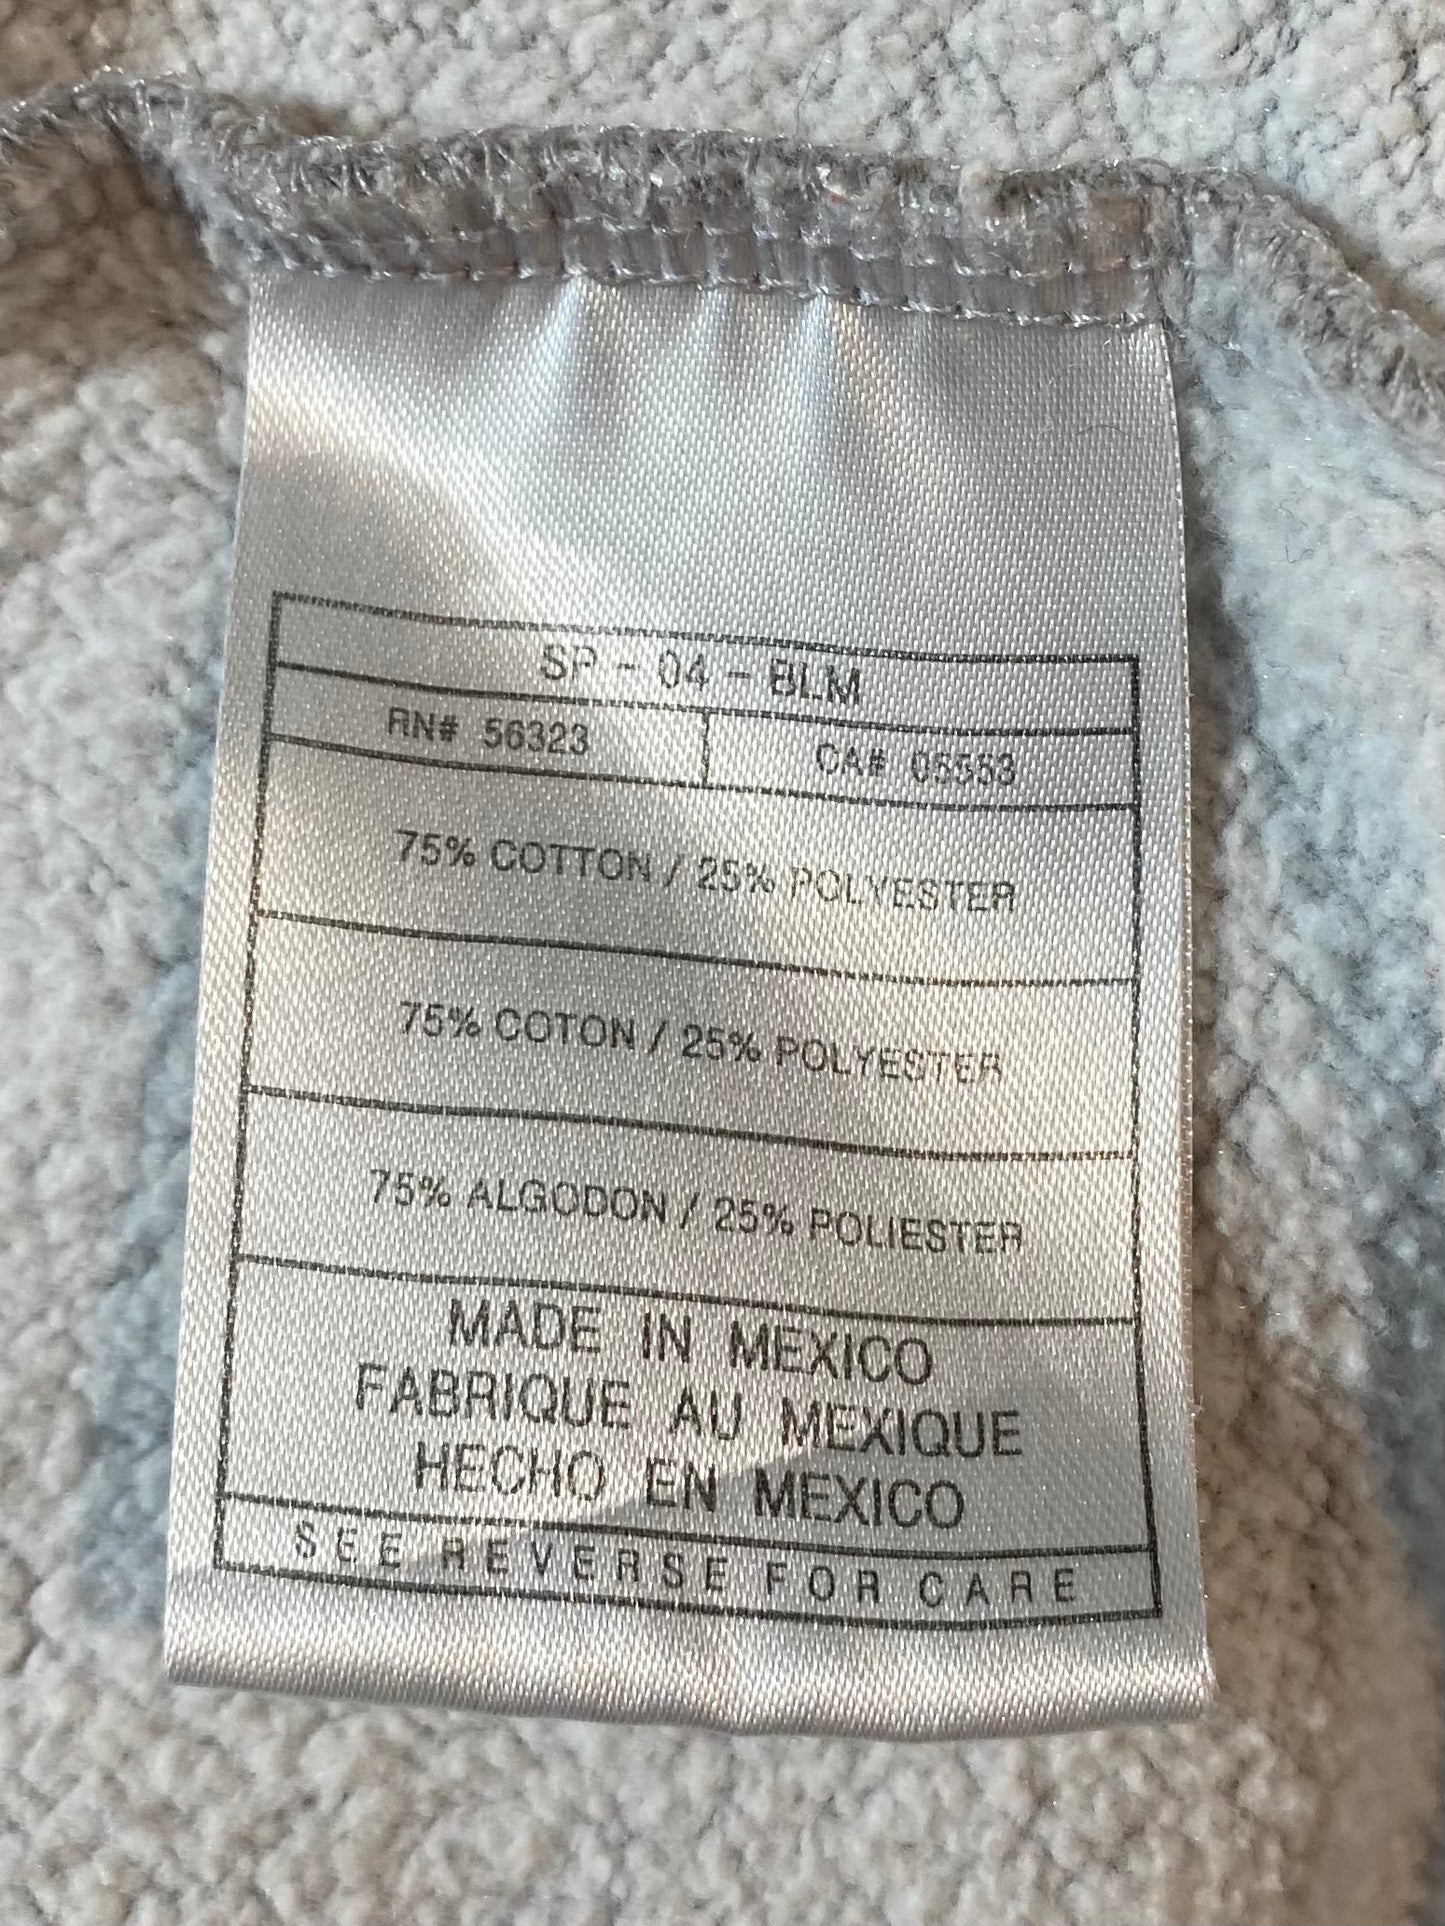 SP - 04 - BLM
RN# 56323 CA# 05553
75% COTTON / 25% POLYESTER
75% COTON / 25% POLYESTER
75% ALGODON / 25% POLIESTER
MADE IN MEXICO
FABRIQUE AU MEXIQUE
HECHO EN MEXICO
SEE REVERSE FOR CARE